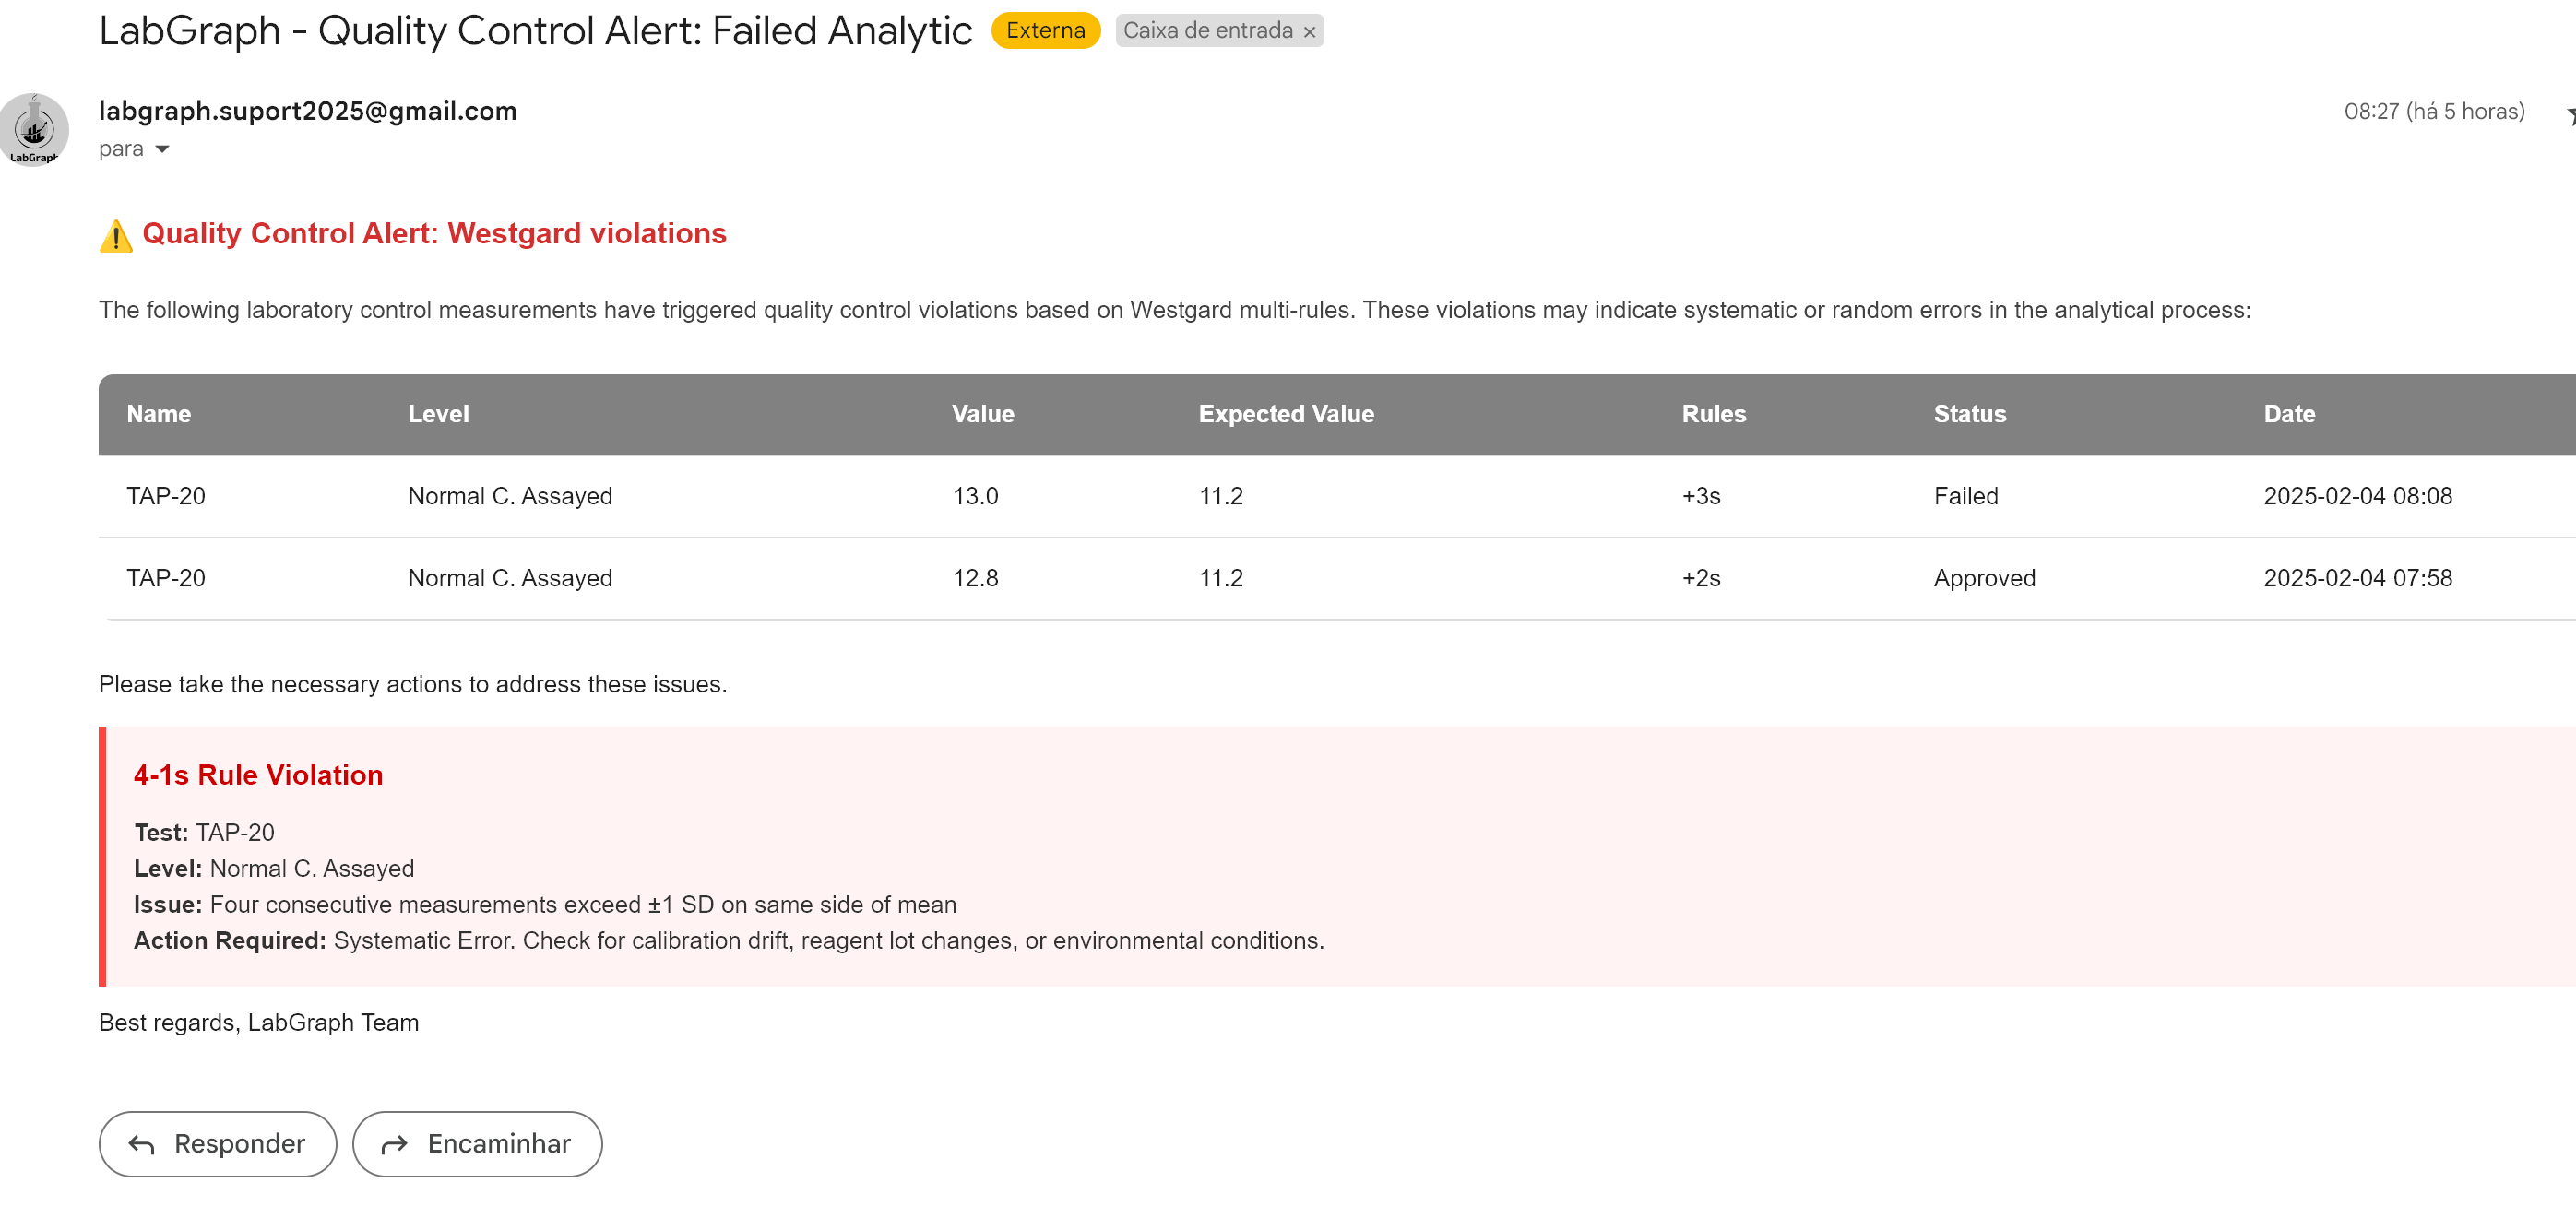 LabGraph - Quality Control Alert: Failed Analytic Externa Caixa de entrada ×
labgraph.suport2025@gmail.com 08:27 (há 5 horas)
LabGraph
para
Quality Control Alert: Westgard violations
The following laboratory control measurements have triggered quality control violations based on Westgard multi-rules. These violations may indicate systematic or random errors in the analytical process:
Name Level Value Expected Value Rules Status Date
TAP-20 Normal C. Assayed 13.0 11.2 +3s Failed 2025-02-04 08:08
TAP-20 Normal C. Assayed 12.8 11.2 +2s Approved 2025-02-04 07:58
Please take the necessary actions to address these issues.
4-1s Rule Violation
Test: TAP-20
Level: Normal C. Assayed
Issue: Four consecutive measurements exceed ±1 SD on same side of mean
Action Required: Systematic Error. Check for calibration drift, reagent lot changes, or environmental conditions.
Best regards, LabGraph Team
Responder Encaminhar